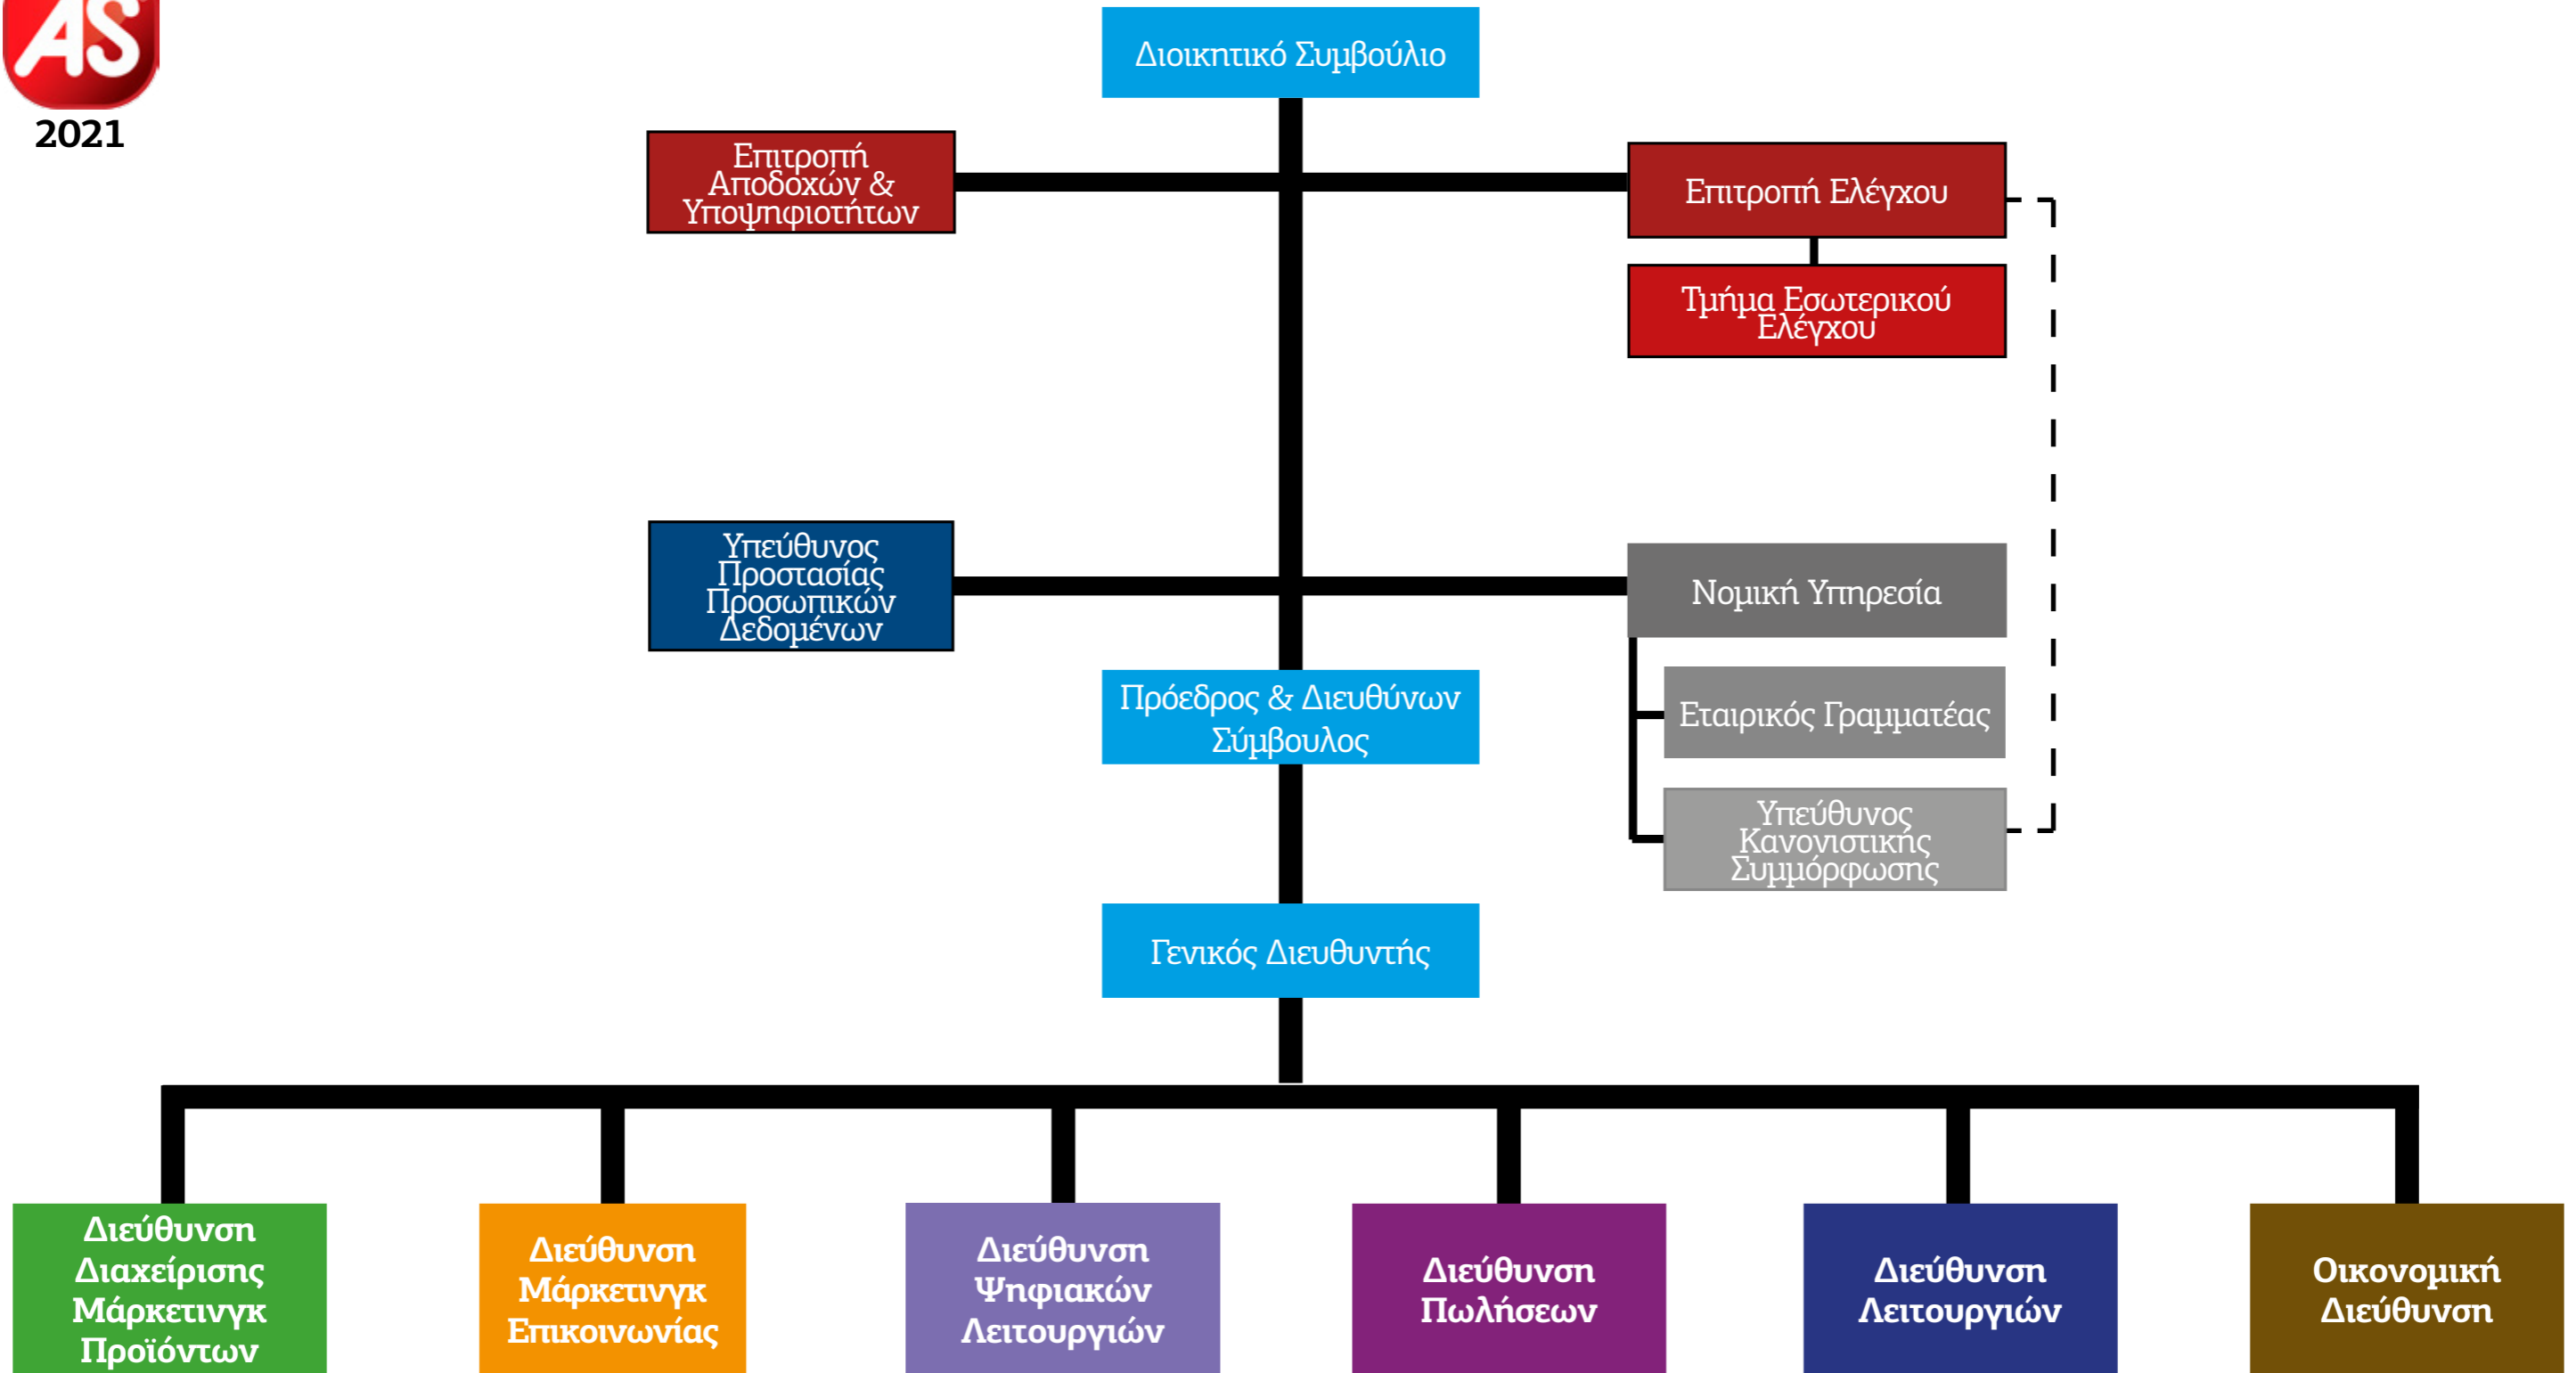 AS
2021
Διοικητικό Συμβούλιο
Επιτροπή
Αποδοχών &
Υποψηφιοτήτων
Επιτροπή Ελέγχου
Τμήμα Εσωτερικού
Ελέγχου
Υπεύθυνος
Προστασίας
Προσωπικών
Δεδομένων
Νομική Υπηρεσία
Πρόεδρος & Διευθύνων
Σύμβουλος
Εταιρικός Γραμματέας
Υπεύθυνος
Κανονιστικής
Συμμόρφωσης
Γενικός Διευθυντής
Διεύθυνση
Διαχείρισης
Μάρκετινγκ
Προϊόντων
Διεύθυνση
Μάρκετινγκ
Επικοινωνίας
Διεύθυνση
Ψηφιακών
Λειτουργιών
Διεύθυνση
Πωλήσεων
Διεύθυνση
Λειτουργιών
Οικονομική
Διεύθυνση